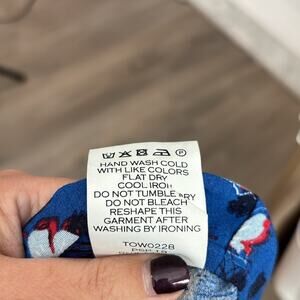 P
HAND WASH COLD
WITH LIKE COLORS
FLAT DRY
COOL IRON
DO NOT TUMBLE DRY
DO NOT BLEACH
RESHAPE THIS
GARMENT AFTER
WASHING BY IRONING
TOW0228